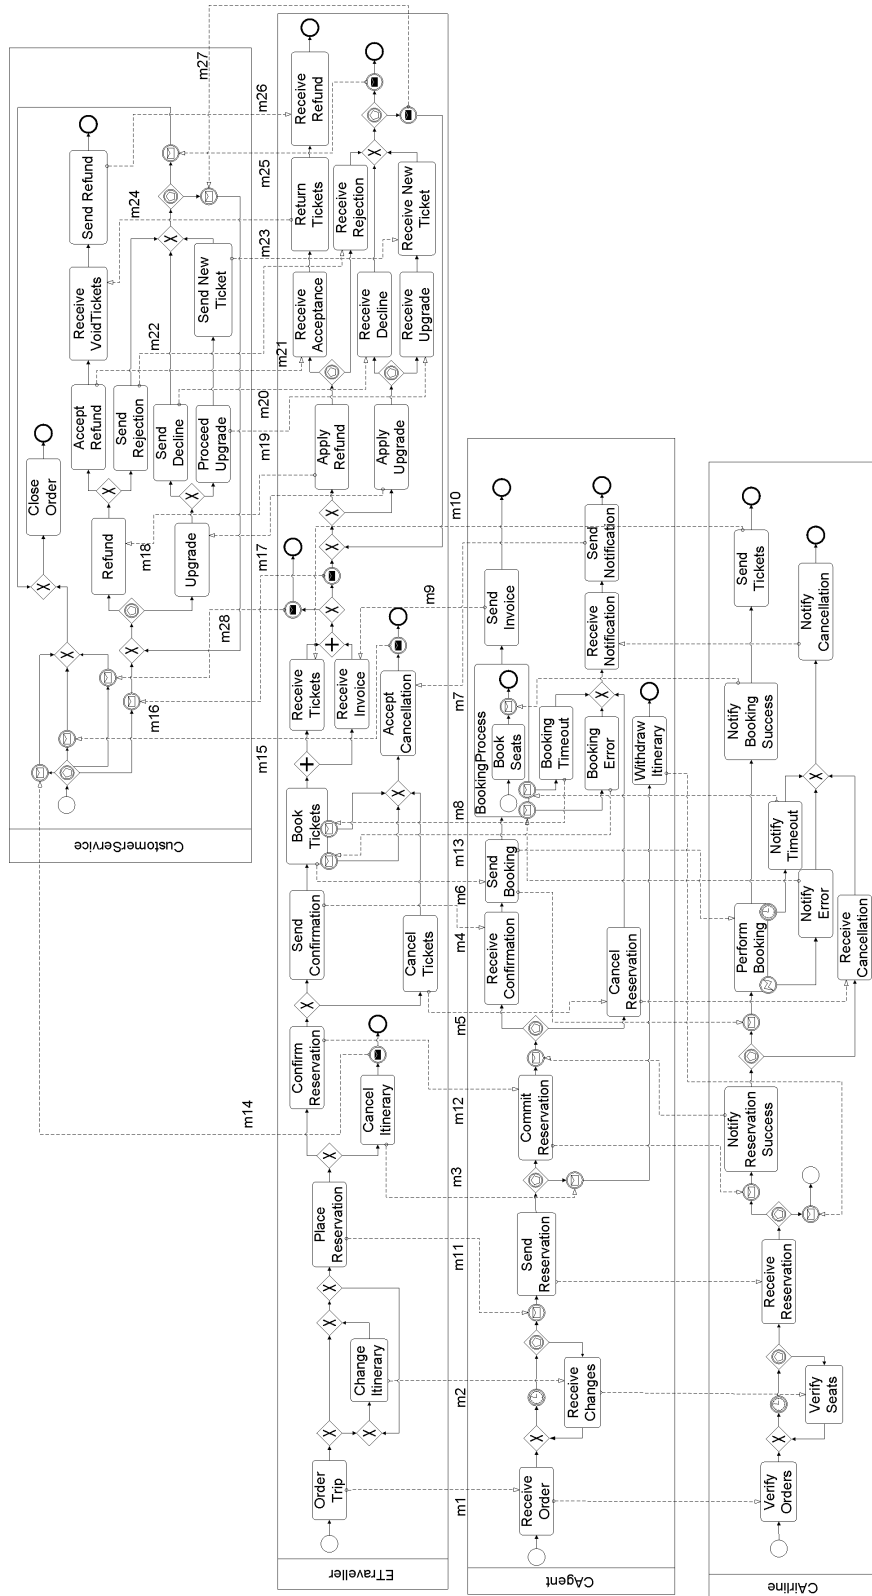 CustomerService
Close
Order
Refund
Upgrade
Accept
Refund
Send
Rejection
Send
Decline
Proceed
Upgrade
Receive
VoidTickets
Send Refund
Send New
Ticket
ETraveller
Order
Trip
Change
Itinerary
Place
Reservation
Cancel
Itinerary
Confirm
Reservation
Send
Confirmation
Cancel
Tickets
Book
Tickets
Receive
Tickets
Receive
Invoice
Accept
Cancellation
Apply
Refund
Apply
Upgrade
Receive
Acceptance
Receive
Decline
Receive
Upgrade
Return
Tickets
Receive
Rejection
Receive New
Ticket
Receive
Refund
CAgent
Receive
Order
Receive
Changes
Send
Reservation
Commit
Reservation
Receive
Confirmation
Cancel
Reservation
Send
Booking
BookingProcess
Book
Seats
Booking
Timeout
Booking
Error
Withdraw
Itinerary
Send
Invoice
Receive
Notification
Send
Notification
CAirline
Verify
Orders
Verify
Seats
Receive
Reservation
Notify
Reservation
Success
Perform
Booking
Receive
Cancellation
Notify
Error
Notify
Timeout
Notify
Booking
Success
Send
Tickets
Notify
Cancellation
m1
m2
m11
m3
m12
m5
m4
m6
m13
m8
m7
m9
m10
m14
m15
m16
m28
m17
m18
m19
m20
m21
m22
m23
m24
m25
m26
m27